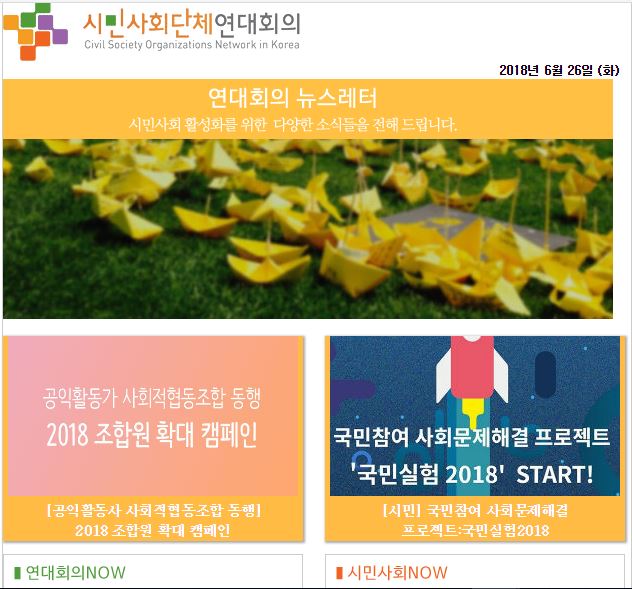 시민사회단체연대회의
Civil Society Organizations Network in Korea
2018년 6월 26일 (화)
연대회의 뉴스레터
시민사회 활성화를 위한 다양한 소식들을 전해 드립니다.
공익활동가 사회적협동조합 동행
2018 조합원 확대 캠페인
국민참여 사회문제해결 프로젝트
'국민실험 2018' START!
[공익활동사 사회적협동조합 동행]
2018 조합원 확대 캠페인
[시민] 국민참여 사회문제해결
프로젝트:국민실험2018
연대회의NOW
시민사회NOW